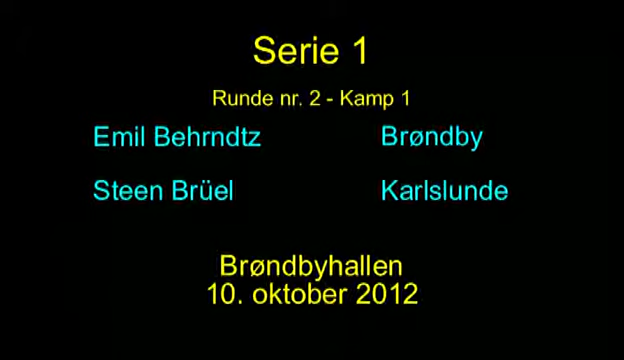 Serie 1
Runde nr. 2 - Kamp 1
Emil Behrndtz Brøndby
Steen Brüel Karlslunde
Brøndbyhallen
10. oktober 2012